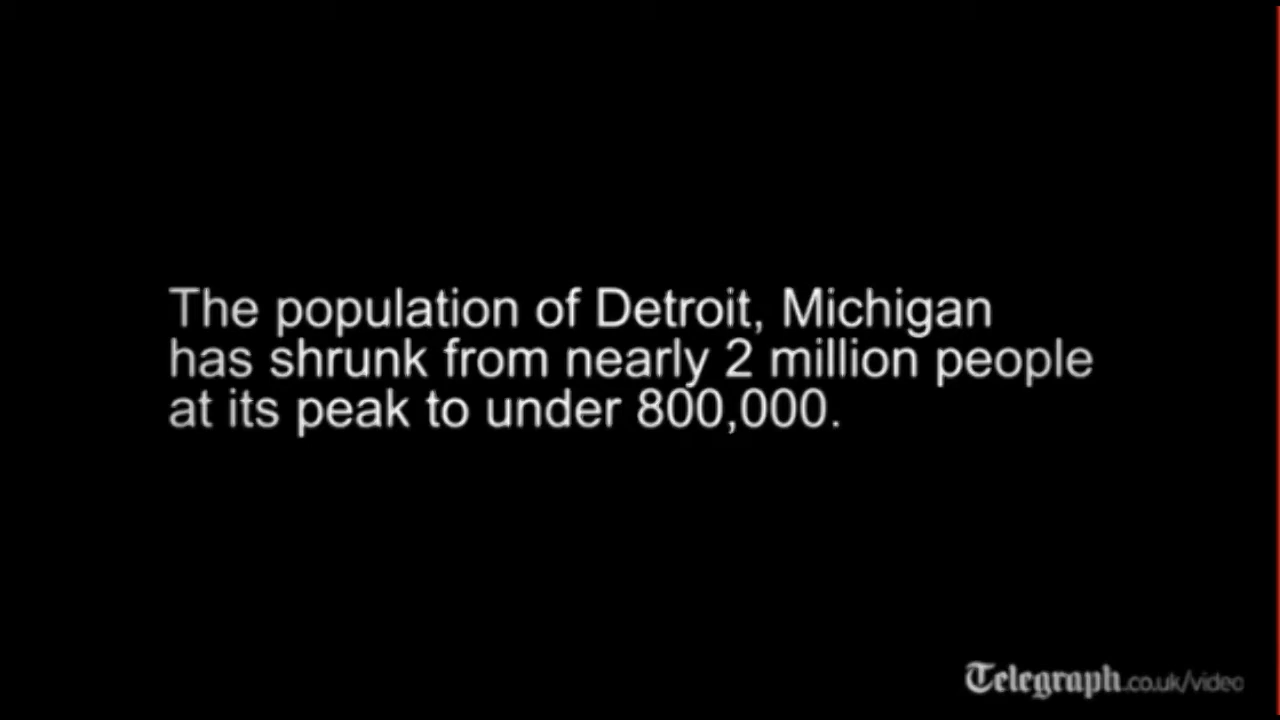 The population of Detroit, Michigan
has shrunk from nearly 2 million people
at its peak to under 800,000.
Telegraph.co.uk/video